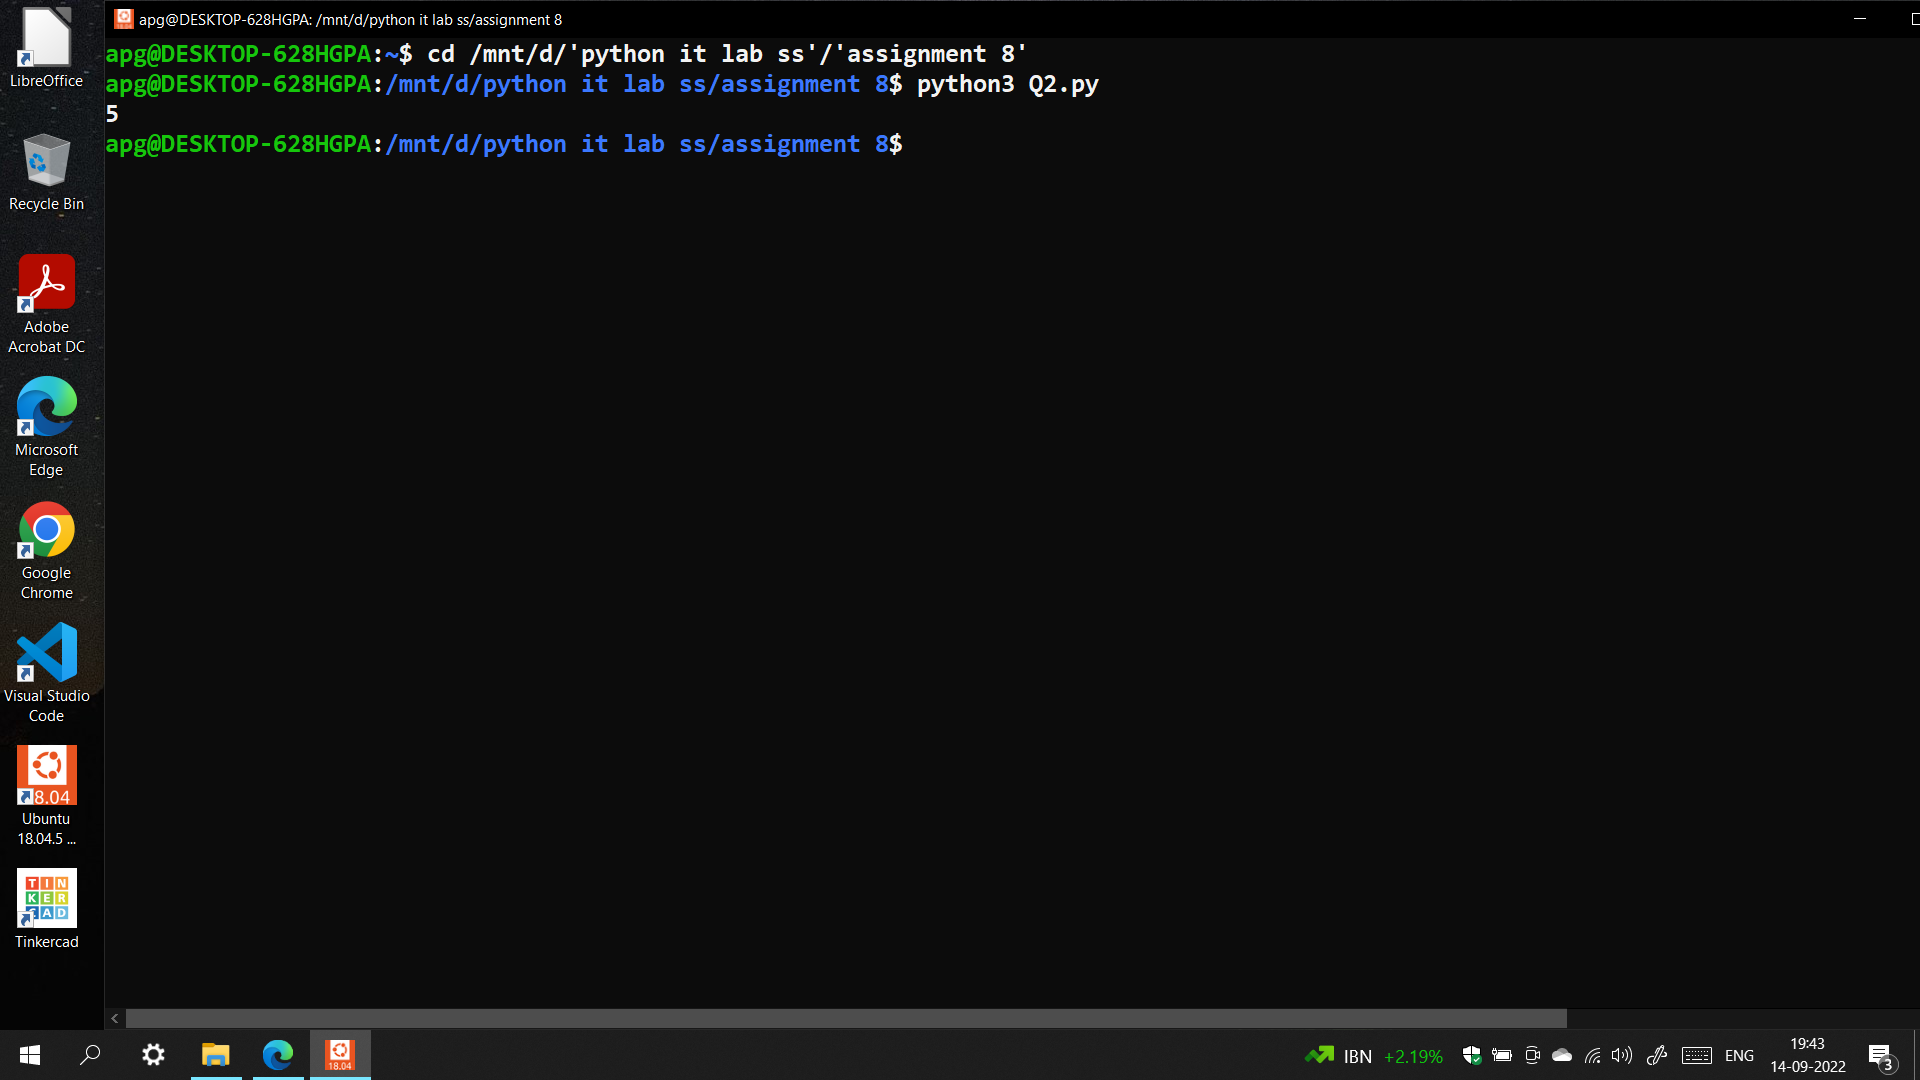 apg@DESKTOP-628HGPA: /mnt/d/python it lab ss/assignment 8
apg@DESKTOP-628HGPA:~$ cd /mnt/d/'python it lab ss'/'assignment 8'
apg@DESKTOP-628HGPA:/mnt/d/python it lab ss/assignment 8$ python3 Q2.py
5
apg@DESKTOP-628HGPA:/mnt/d/python it lab ss/assignment 8$
LibreOffice
Recycle Bin
Adobe
Acrobat DC
Microsoft
Edge
Google
Chrome
Visual Studio
Code
18.04
Ubuntu
18.04.5 ...
TIN
KER
CAD
Tinkercad
18.04
IBN +2.19%
ENG
19:43
14-09-2022
3